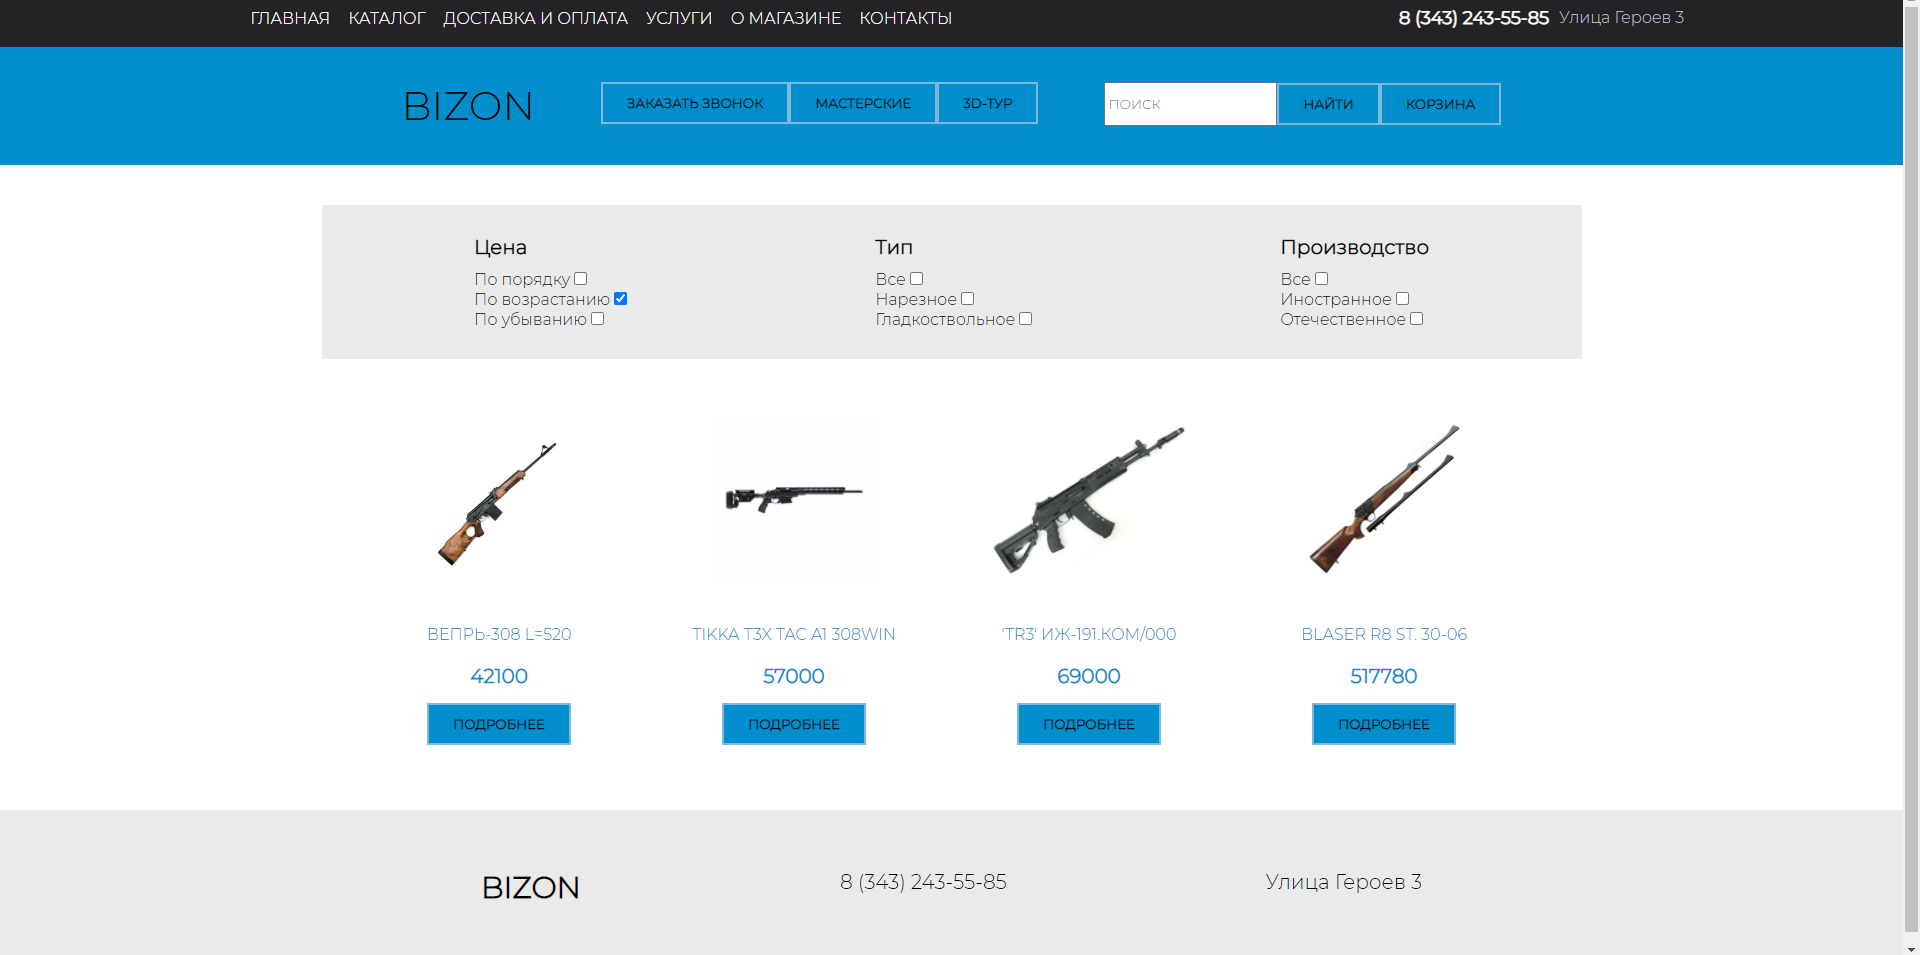 ГЛАВНАЯ КАТАЛОГ ДОСТАВКА И ОПЛАТА УСЛУГИ О МАГАЗИНЕ КОНТАКТЫ 8 (343) 243-55-85 Улица Героев 3
BIZON ЗАКАЗАТЬ ЗВОНОК МАСТЕРСКИЕ 3D-ТУР ПОИСК НАЙТИ КОРЗИНА
Цена
По порядку
По возрастанию
По убыванию
Тип
Все
Нарезное
Гладкоствольное
Производство
Все
Иностранное
Отечественное
ВЕПРЬ-308 L=520
42100
ПОДРОБНЕЕ
TIKKA T3X TAC A1 308WIN
57000
ПОДРОБНЕЕ
'TR3' ИЖ-191.КОМ/000
69000
ПОДРОБНЕЕ
BLASER R8 ST. 30-06
517780
ПОДРОБНЕЕ
BIZON 8 (343) 243-55-85 Улица Героев 3